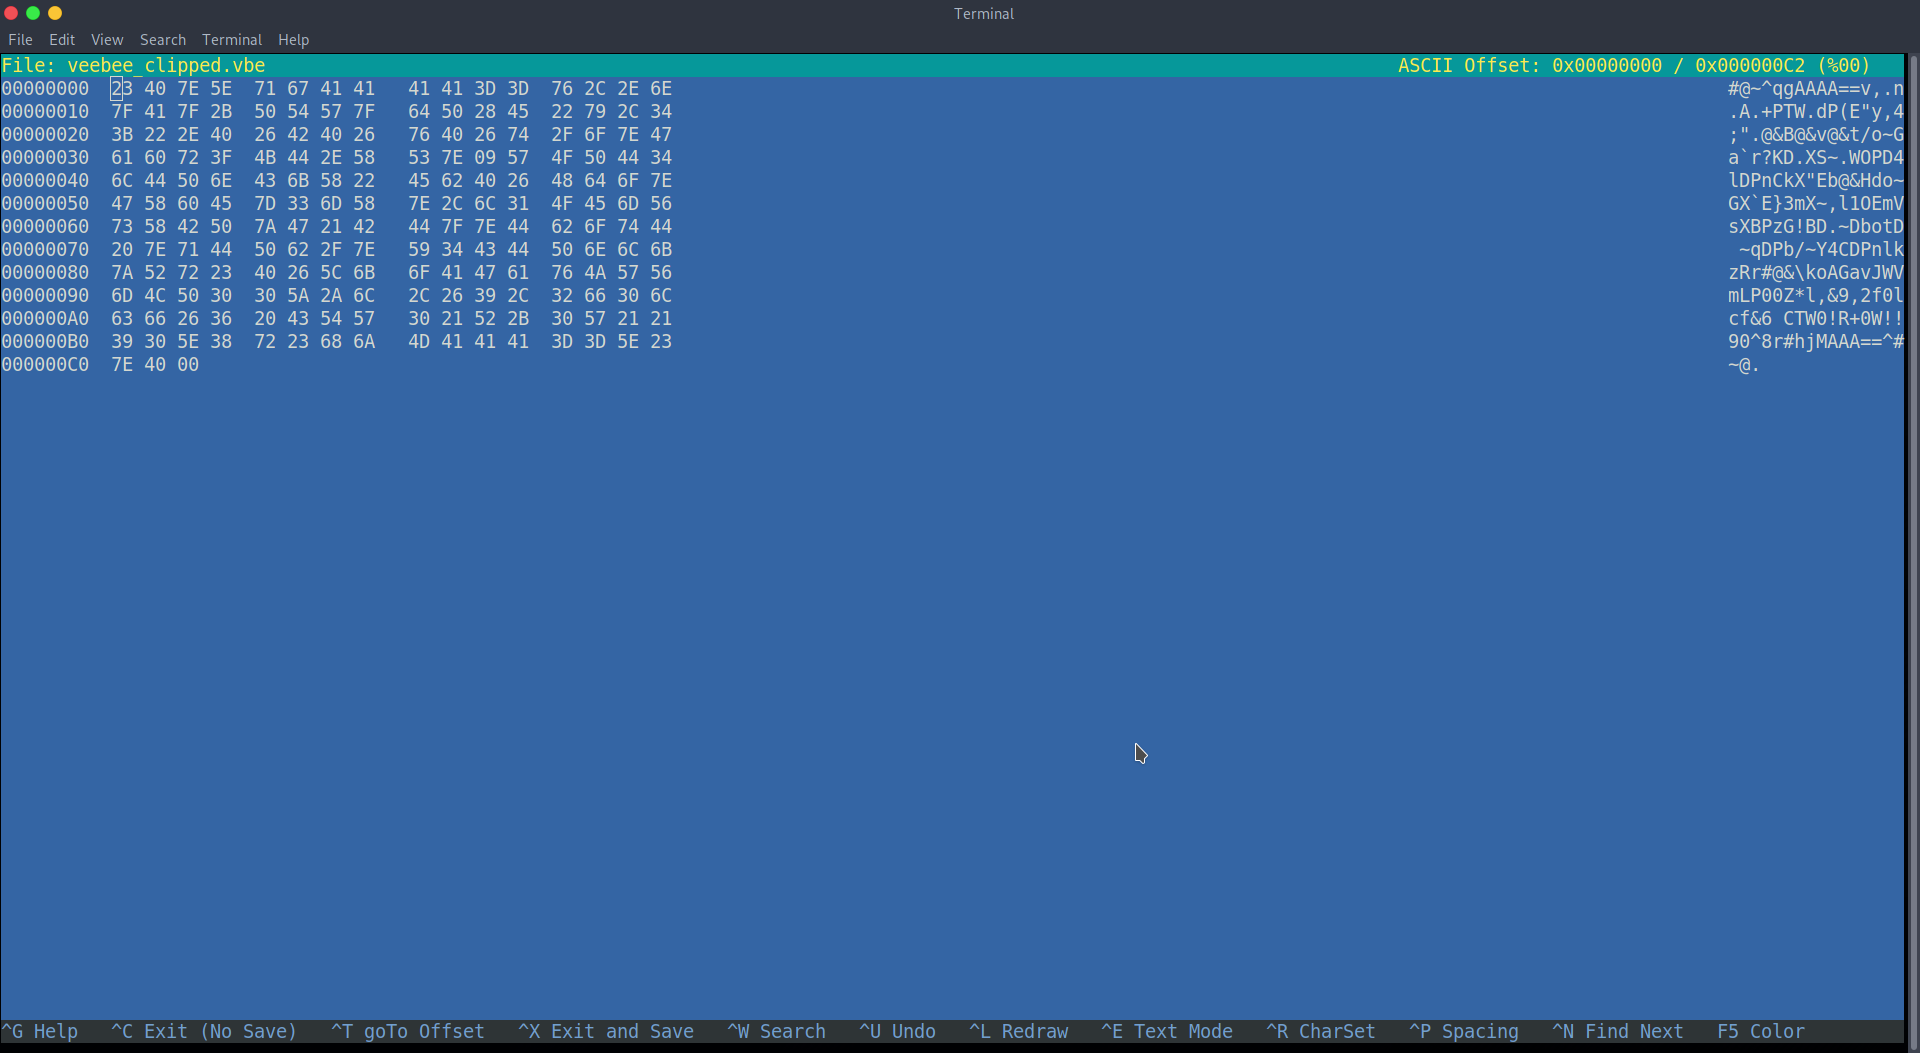 Terminal
File Edit View Search Terminal Help
File: veebee_clipped.vbe ASCII Offset: 0x00000000 / 0x000000C2 (%00)
00000000 23 40 7E 5E 71 67 41 41 41 41 3D 3D 76 2C 2E 6E #@~^qgAAAA==v,.n
00000010 7F 41 7F 2B 50 54 57 7F 64 50 28 45 22 79 2C 34 .A.+PTW.dP(E"y,4
00000020 3B 22 2E 40 26 42 40 26 76 40 26 74 2F 6F 7E 47 ;".@&B@&v@&t/o~G
00000030 61 60 72 3F 4B 44 2E 58 53 7E 09 57 4F 50 44 34 a`r?KD.XS~.WOPD4
00000040 6C 44 50 6E 43 6B 58 22 45 62 40 26 48 64 6F 7E lDPnCkX"Eb@&Hdo~
00000050 47 58 60 45 7D 33 6D 58 7E 2C 6C 31 4F 45 6D 56 GX`E}3mX~,l1OEmV
00000060 73 58 42 50 7A 47 21 42 44 7F 7E 44 62 6F 74 44 sXBPzG!BD.~DbotD
00000070 20 7E 71 44 50 62 2F 7E 59 34 43 44 50 6E 6C 6B ~qDPb/~Y4CDPnlk
00000080 7A 52 72 23 40 26 5C 6B 6F 41 47 61 76 4A 57 56 zRr#@&\koAGavJWV
00000090 6D 4C 50 30 30 5A 2A 6C 2C 26 39 2C 32 66 30 6C mLP00Z*l,&9,2f0l
000000A0 63 66 26 36 20 43 54 57 30 21 52 2B 30 57 21 21 cf&6 CTW0!R+0W!!
000000B0 39 30 5E 38 72 23 68 6A 4D 41 41 41 3D 3D 5E 23 90^8r#hjMAAA==^#
000000C0 7E 40 00 ~@.
^G Help ^C Exit (No Save) ^T goTo Offset ^X Exit and Save ^W Search ^U Undo ^L Redraw ^E Text Mode ^R CharSet ^P Spacing ^N Find Next F5 Color